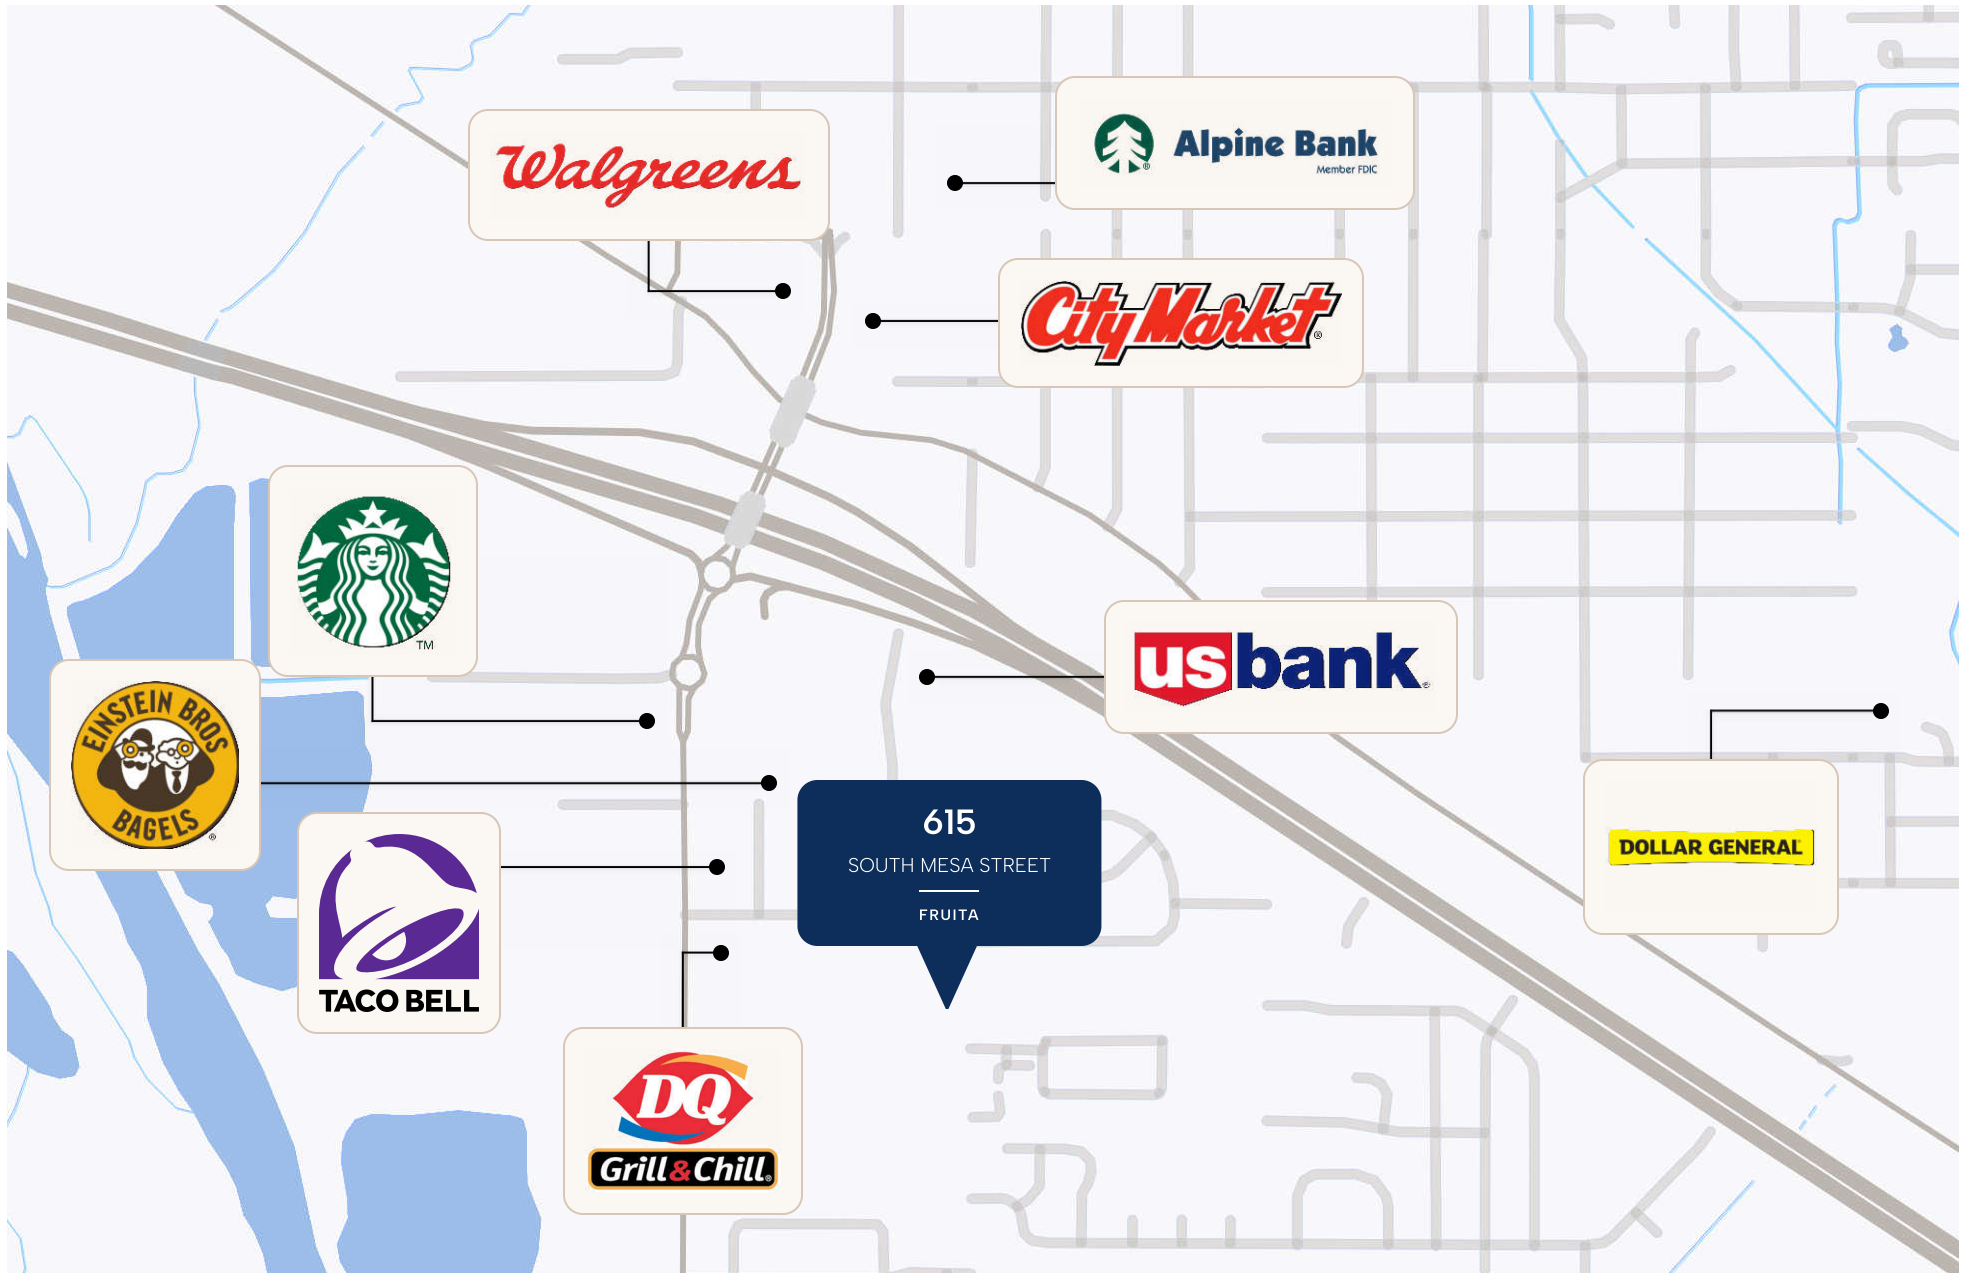 Walgreens
®
Alpine Bank
Member FDIC
City Market
®
TM
EINSTEIN BROS
BAGELS
®
usbank
®
615
SOUTH MESA STREET
FRUITA
DOLLAR GENERAL
TACO BELL
DQ
Grill & Chill
®